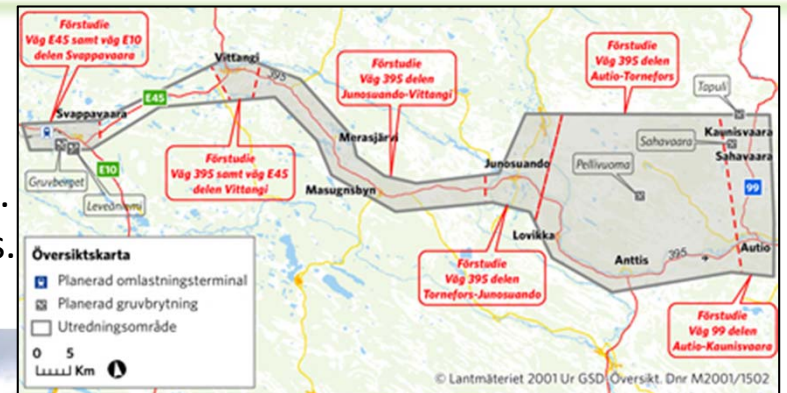 Förstudie
Väg E45 samt väg E10
delen Svappavaara
Vittangi
395
Förstudie
Väg 395 delen
Junosuando-Vittangi
Förstudie
Väg 395 delen
Autio-Tornefors
Tapuli
E45
Svappavaara
Merasjärvi
Kaunisvaara
Sahavaara
Sahavaara
E10
Förstudie
Väg 395 samt väg E45
delen Vittangi
Junosuando
Pellivuoma
99
Gruvberget
Leveäniemi
Masugnsbyn
Lovikka
Anttis
395
Autio
Förstudie
Väg 395 delen
Tornefors-Junosuando
Förstudie
Väg 99 delen
Autio-Kaunisvaara
Översiktskarta
Planerad omlastningsterminal
Planerad gruvbrytning
Utredningsområde
0 5
Km
© Lantmäteriet 2001 Ur GSD Översikt. Dnr M2001/1502
.
s.